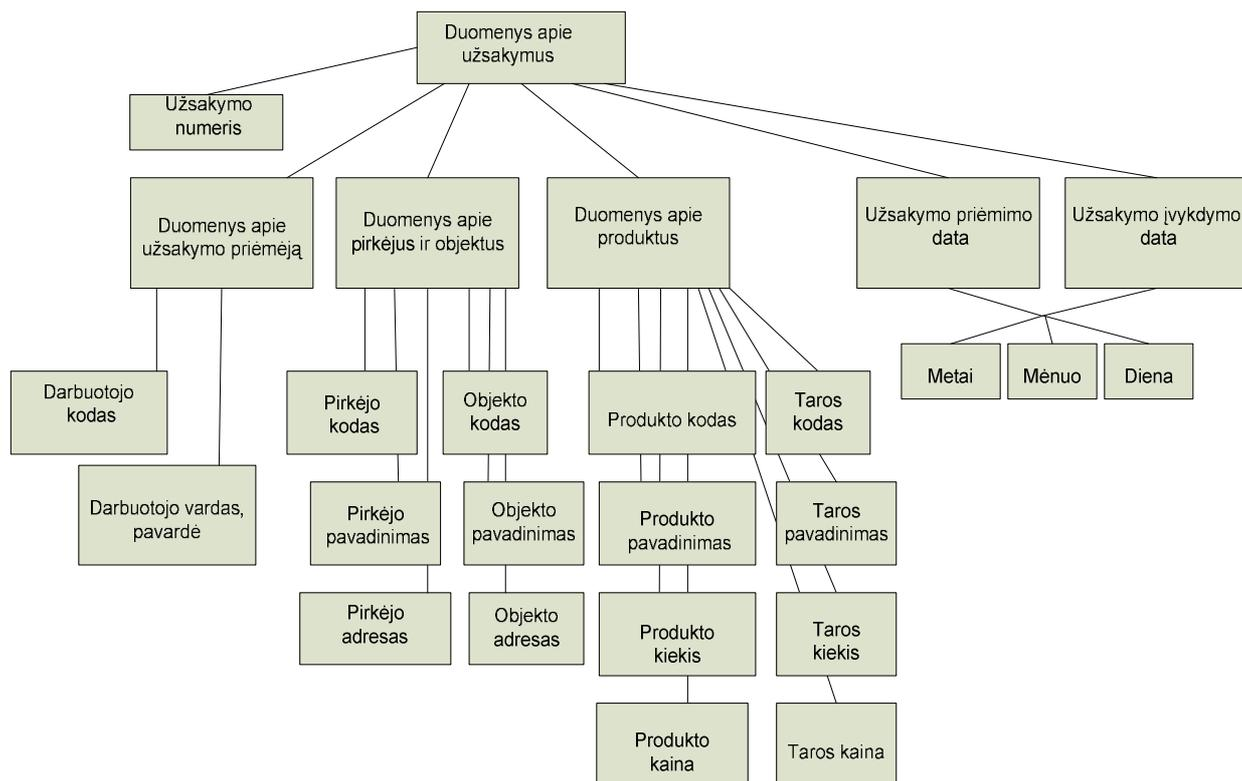 Duomenys apie
užsakymus
Užsakymo
numeris
Duomenys apie
užsakymo priėmėją
Duomenys apie
pirkėjus ir objektus
Duomenys apie
produktus
Užsakymo priėmimo
data
Užsakymo įvykdymo
data
Metai
Mėnuo
Diena
Darbuotojo
kodas
Pirkėjo
kodas
Objekto
kodas
Produkto kodas
Taros
kodas
Darbuotojo vardas,
pavardė
Pirkėjo
pavadinimas
Objekto
pavadinimas
Produkto
pavadinimas
Taros
pavadinimas
Pirkėjo
adresas
Objekto
adresas
Produkto
kiekis
Taros
kiekis
Produkto
kaina
Taros kaina